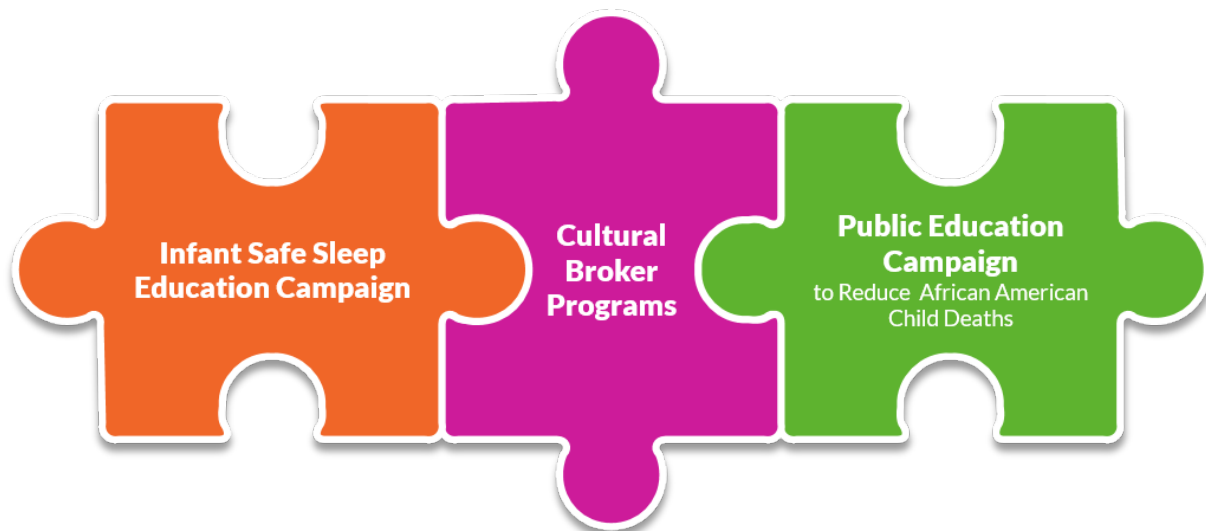 Infant Safe Sleep
Education Campaign
Cultural
Broker
Programs
Public Education
Campaign
to Reduce African American
Child Deaths